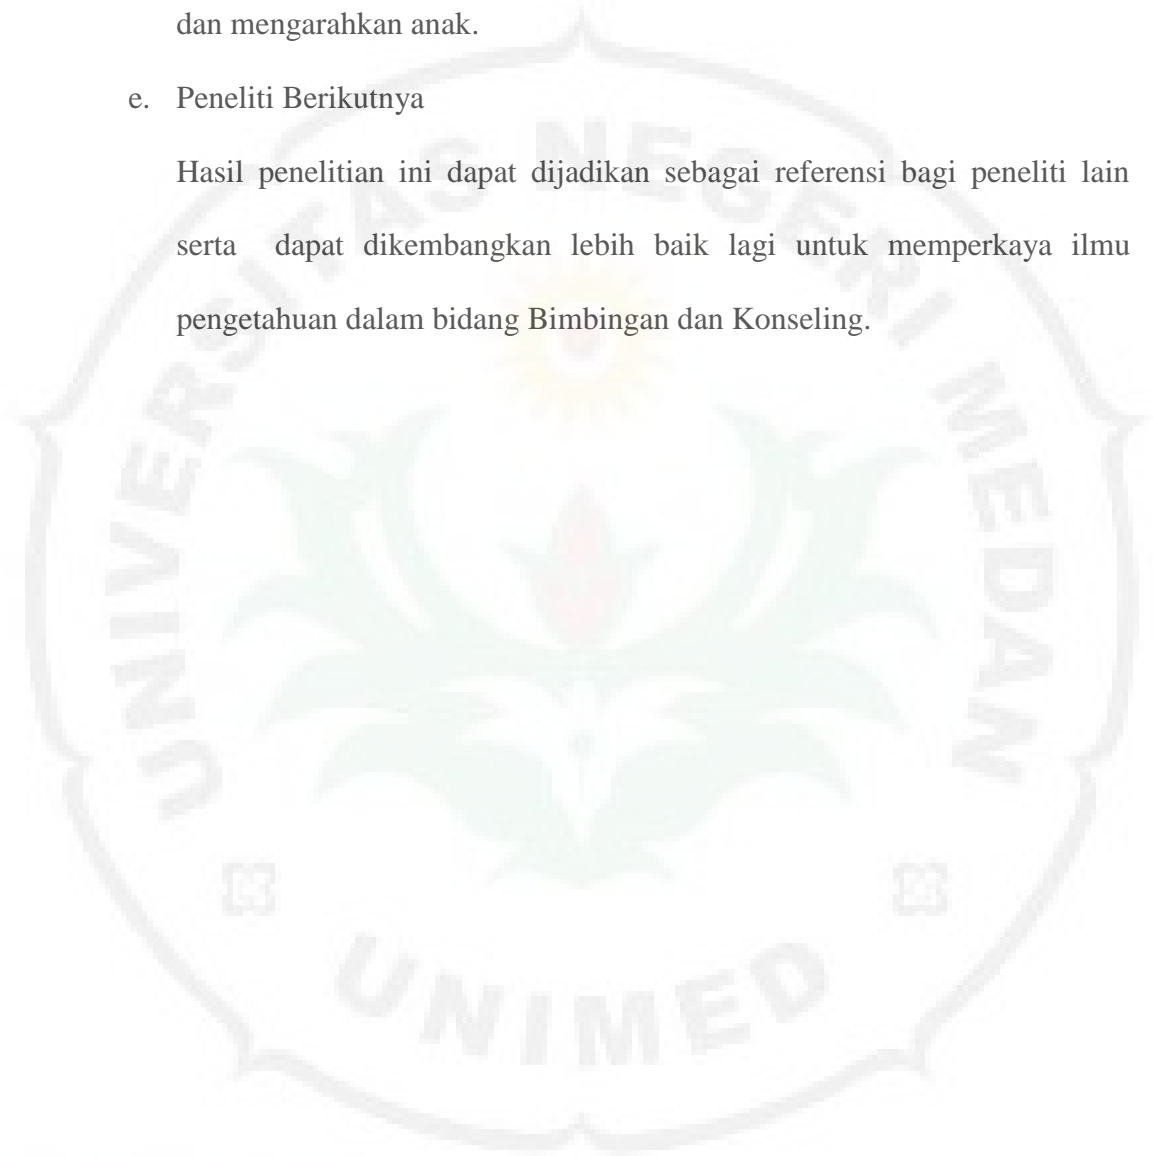 dan mengarahkan anak.
e. Peneliti Berikutnya
Hasil penelitian ini dapat dijadikan sebagai referensi bagi peneliti lain
serta dapat dikembangkan lebih baik lagi untuk memperkaya ilmu
pengetahuan dalam bidang Bimbingan dan Konseling.
UNIVERSITAS NEGERI MEDAN
UNIMED